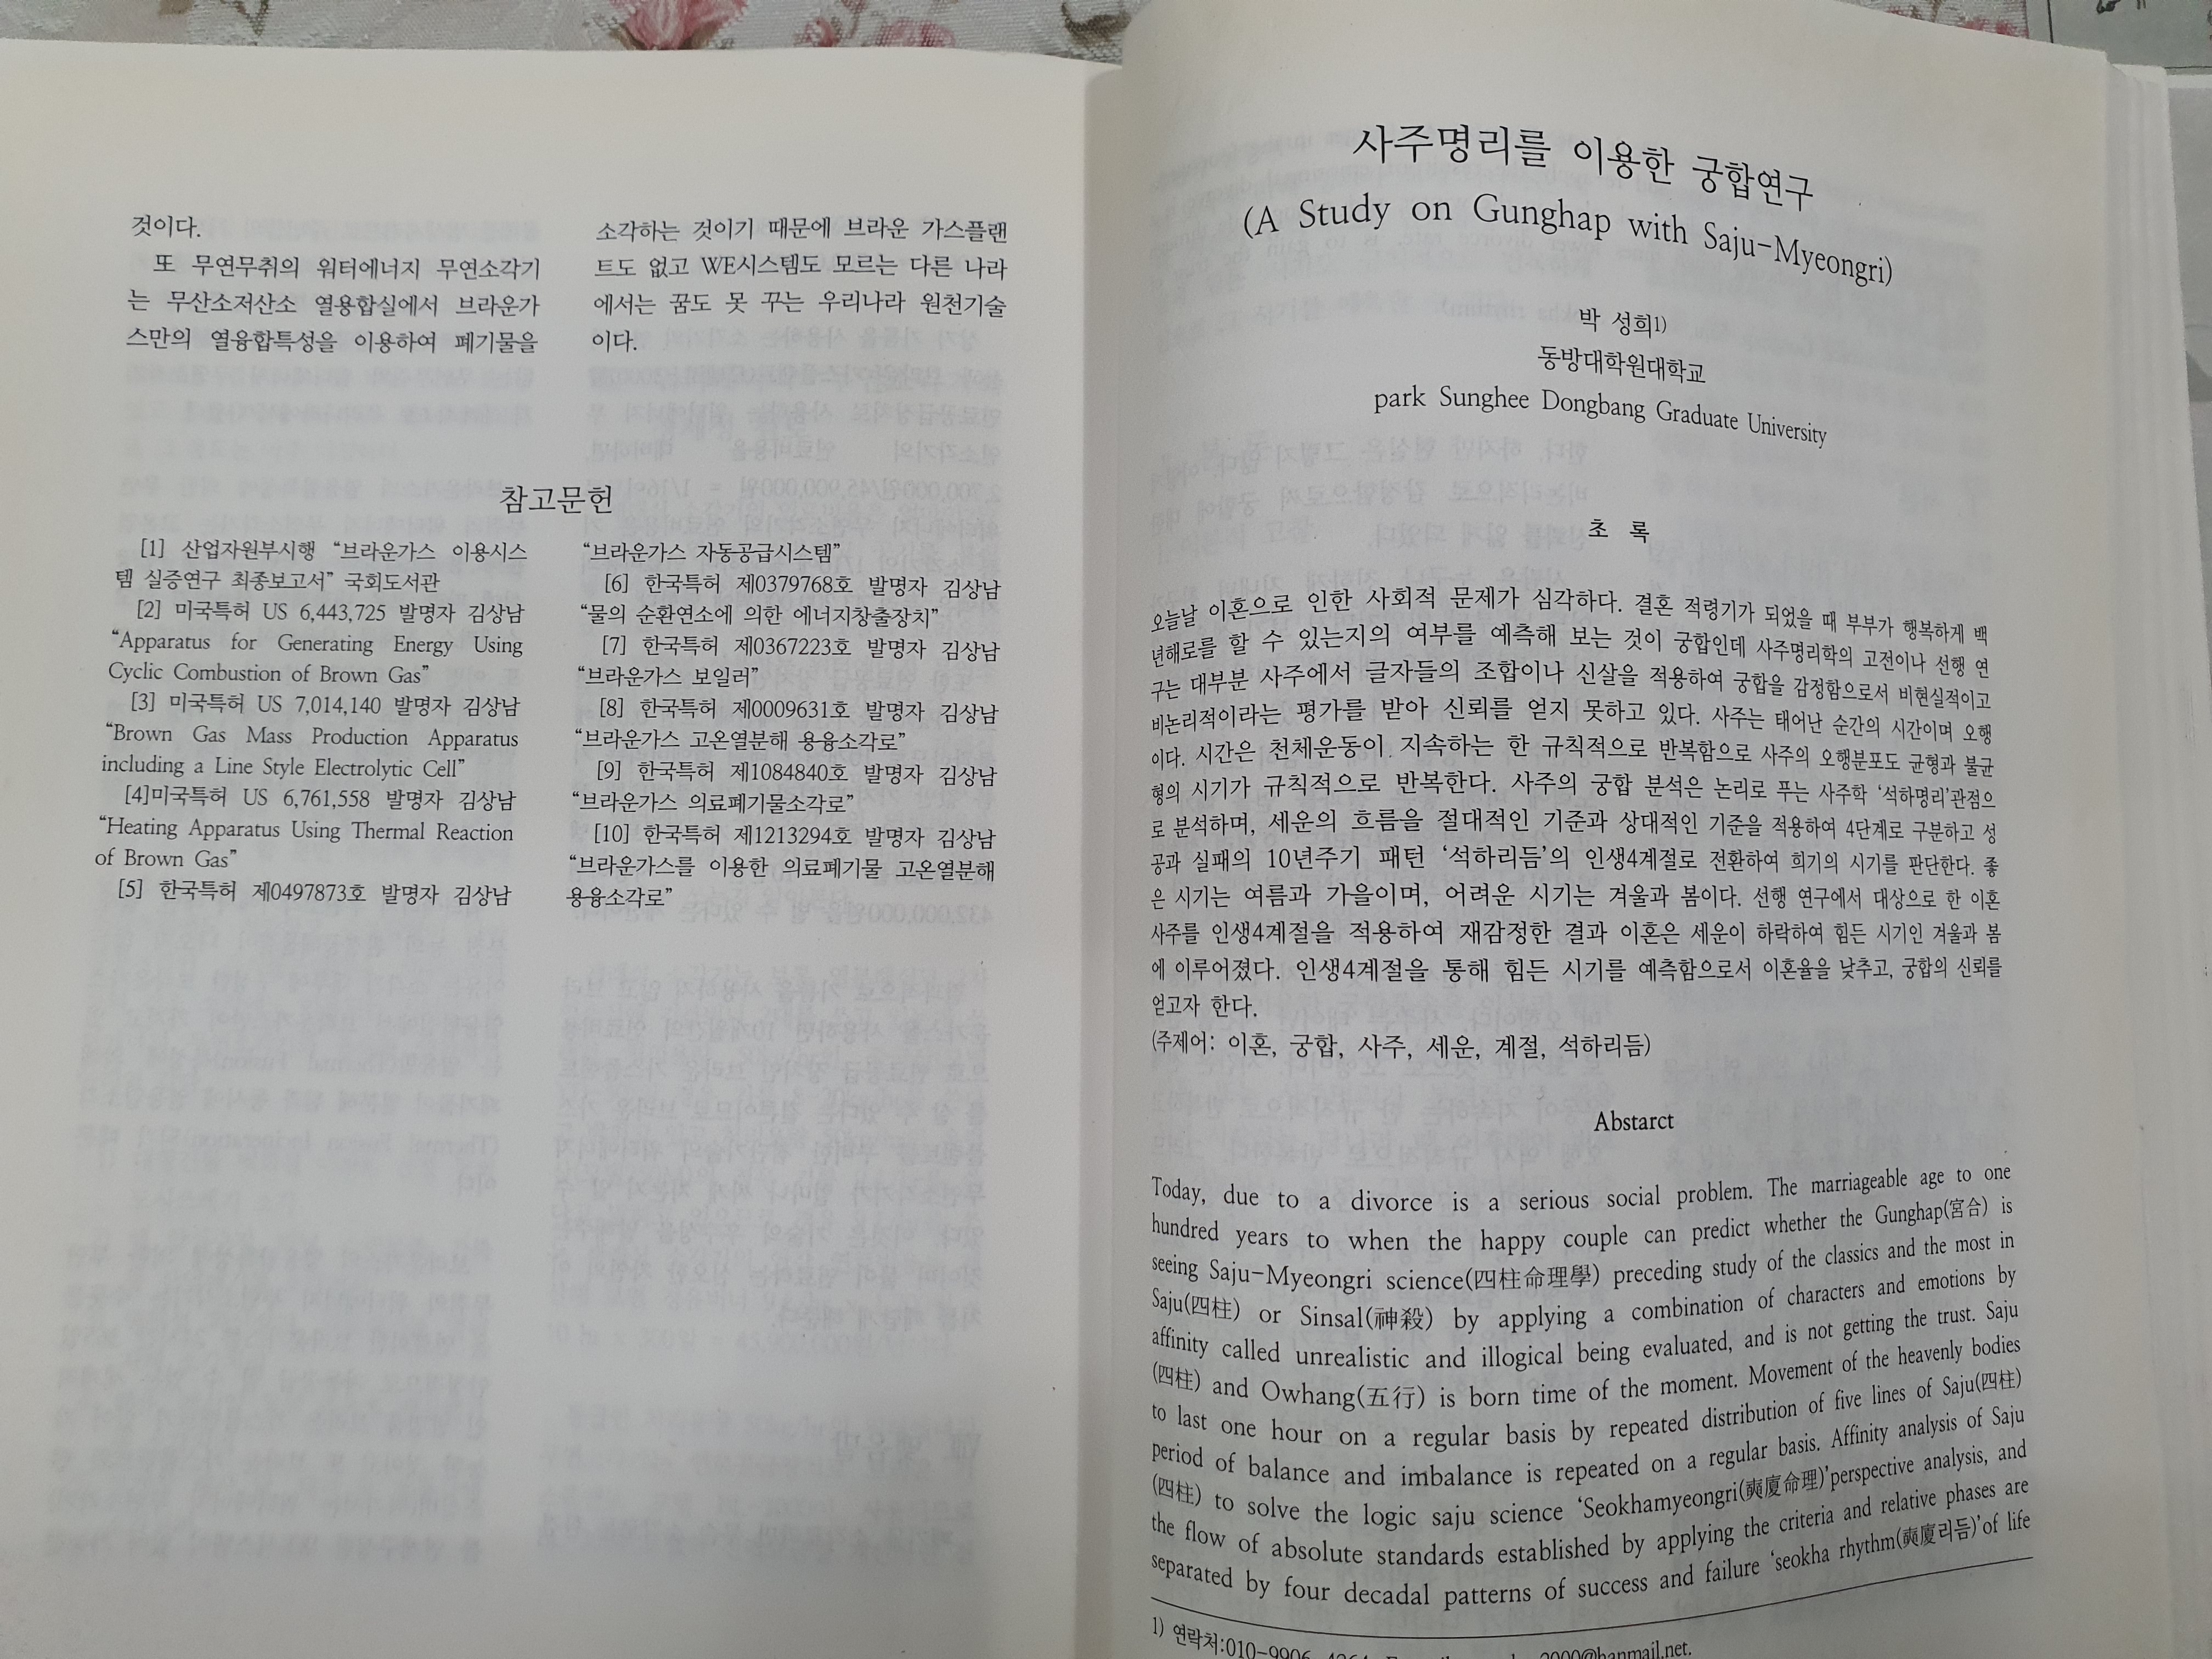 것이다.
또 무연무취의 워터에너지 무연소각기
는 무산소저산소 열용합실에서 브라운가
스만의 열융합특성을 이용하여 폐기물을
소각하는 것이기 때문에 브라운 가스플랜
트도 없고 WE시스템도 모르는 다른 나라
에서는 꿈도 못 꾸는 우리나라 원천기술
이다.
참고문헌
[1] 산업자원부시행 “브라운가스 이용시스
템 실증연구 최종보고서” 국회도서관
[2] 미국특허 US 6,443,725 발명자 김상남
“Apparatus for Generating Energy Using
Cyclic Combustion of Brown Gas”
[3] 미국특허 US 7,014,140 발명자 김상남
“Brown Gas Mass Production Apparatus
including a Line Style Electrolytic Cell”
[4]미국특허 US 6,761,558 발명자 김상남
“Heating Apparatus Using Thermal Reaction
of Brown Gas”
[5] 한국특허 제0497873호 발명자 김상남
“브라운가스 자동공급시스템”
[6] 한국특허 제0379768호 발명자 김상남
“물의 순환연소에 의한 에너지창출장치”
[7] 한국특허 제0367223호 발명자 김상남
“브라운가스 보일러”
[8] 한국특허 제0009631호 발명자 김상남
“브라운가스 고온열분해 용융소각로”
[9] 한국특허 제1084840호 발명자 김상남
“브라운가스 의료폐기물소각로”
[10] 한국특허 제1213294호 발명자 김상남
“브라운가스를 이용한 의료폐기물 고온열분해
용융소각로”
사주명리를 이용한 궁합연구
(A Study on Gunghap with Saju-Myeongri)
박 성희1)
동방대학원대학교
park Sunghee Dongbang Graduate University
초 록
오늘날 이혼으로 인한 사회적 문제가 심각하다. 결혼 적령기가 되었을 때 부부가 행복하게 백
년해로를 할 수 있는지의 여부를 예측해 보는 것이 궁합인데 사주명리학의 고전이나 선행 연
구는 대부분 사주에서 글자들의 조합이나 신살을 적용하여 궁합을 감정함으로서 비현실적이고
비논리적이라는 평가를 받아 신뢰를 얻지 못하고 있다. 사주는 태어난 순간의 시간이며 오행
이다. 시간은 천체운동이 지속하는 한 규칙적으로 반복함으로 사주의 오행분포도 균형과 불균
형의 시기가 규칙적으로 반복한다. 사주의 궁합 분석은 논리로 푸는 사주학 ‘석하명리’관점으
로 분석하며, 세운의 흐름을 절대적인 기준과 상대적인 기준을 적용하여 4단계로 구분하고 성
공과 실패의 10년주기 패턴 ‘석하리듬’의 인생4계절로 전환하여 희기의 시기를 판단한다. 좋
은 시기는 여름과 가을이며, 어려운 시기는 겨울과 봄이다. 선행 연구에서 대상으로 한 이혼
사주를 인생4계절을 적용하여 재감정한 결과 이혼은 세운이 하락하여 힘든 시기인 겨울과 봄
에 이루어졌다. 인생4계절을 통해 힘든 시기를 예측함으로서 이혼율을 낮추고, 궁합의 신뢰를
얻고자 한다.
(주제어: 이혼, 궁합, 사주, 세운, 계절, 석하리듬)
Abstarct
Today, due to a divorce is a serious social problem. The marriageable age to one
hundred years to when the happy couple can predict whether the Gunghap(宮合) is
seeing Saju-Myeongri science(四柱命理學) preceding study of the classics and the most in
Saju(四柱) or Sinsal(神殺) by applying a combination of characters and emotions by
affinity called unrealistic and illogical being evaluated, and is not getting the trust. Saju
(四柱) and Owhang(五行) is born time of the moment. Movement of the heavenly bodies
to last one hour on a regular basis by repeated distribution of five lines of Saju(四柱)
period of balance and imbalance is repeated on a regular basis. Affinity analysis of Saju
(四柱) to solve the logic saju science ‘Seokhamyeongri(奭廈命理)’perspective analysis, and
the flow of absolute standards established by applying the criteria and relative phases are
separated by four decadal patterns of success and failure ‘seokha rhythm(奭廈리듬)’of life
1) 연락처:010-9906